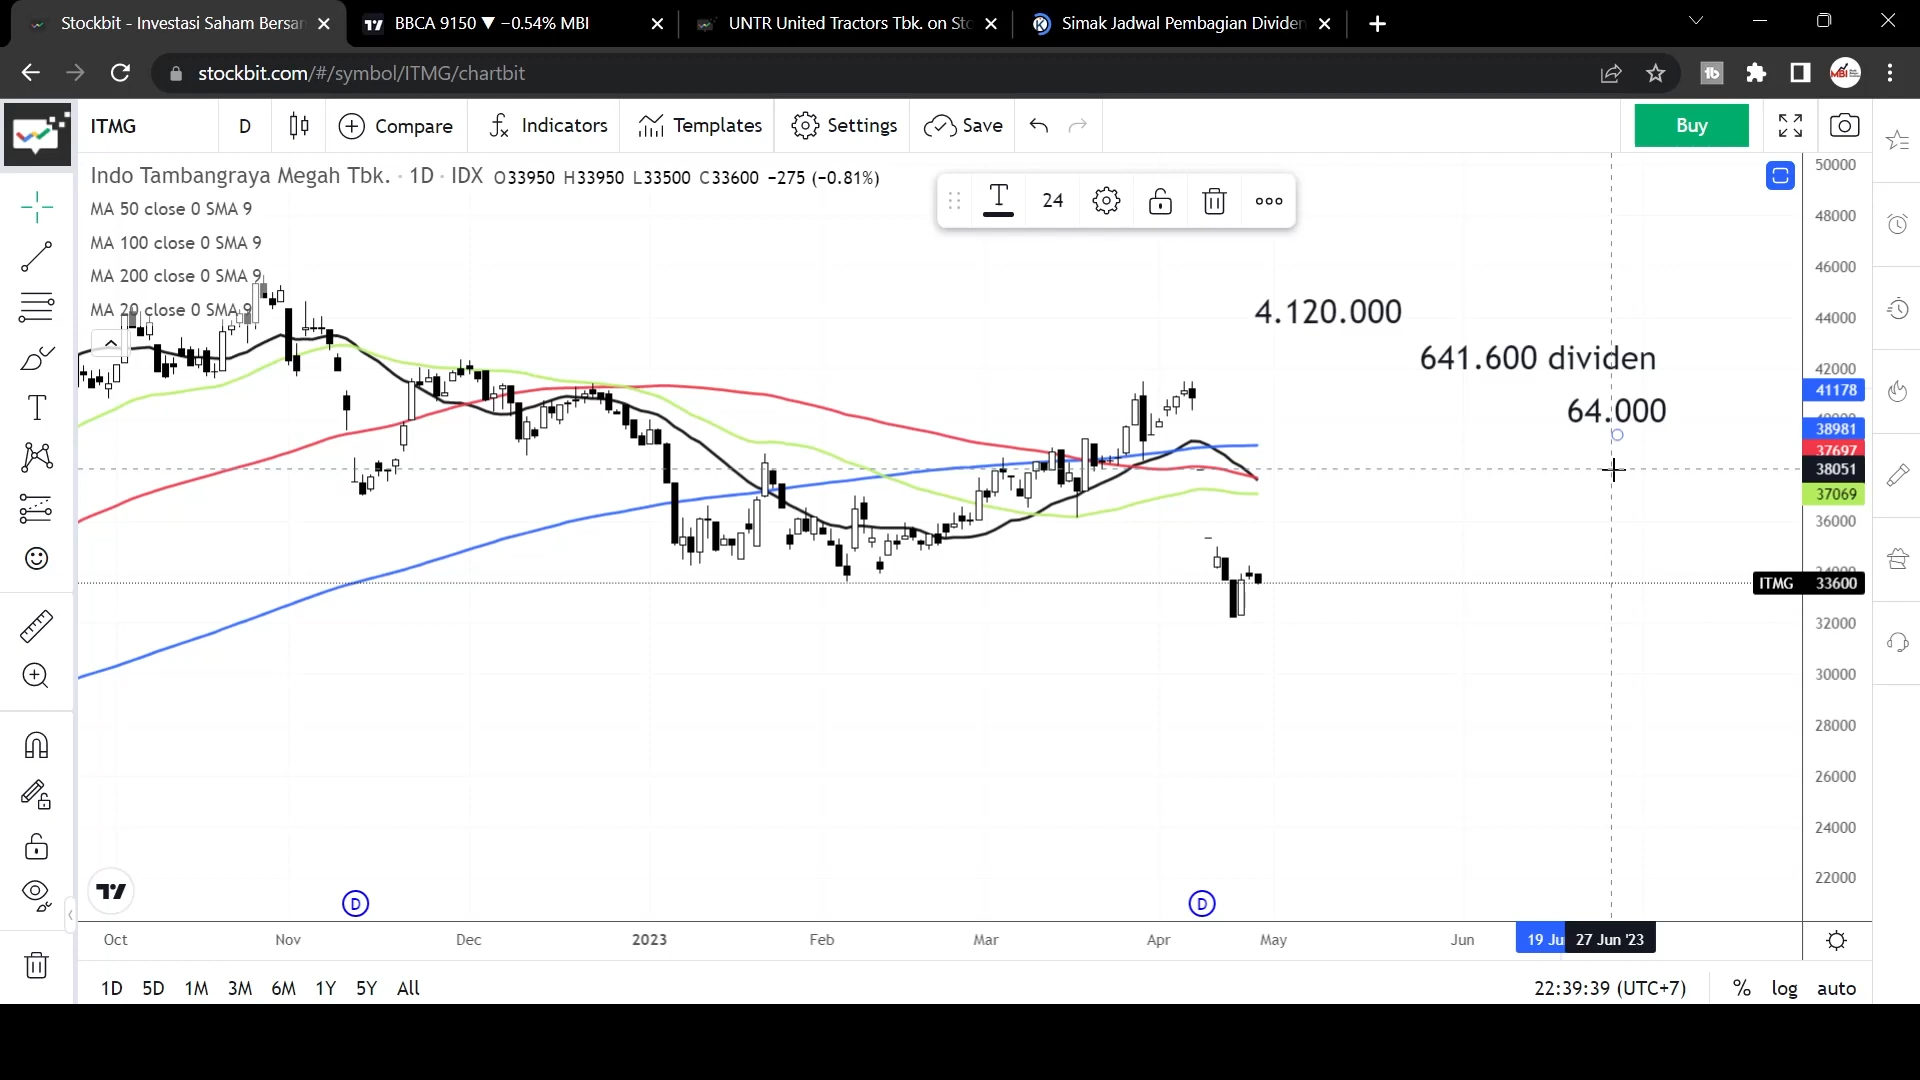 Stockbit - Investasi Saham Bersar
BBCA 9150 ▼ −0.54% MBI
UNTR United Tractors Tbk. on Sto
Simak Jadwal Pembagian Dividen
stockbit.com/#/symbol/ITMG/chartbit
ITMG
D
Compare
Indicators
Templates
Settings
Save
Buy
Indo Tambangraya Megah Tbk. · 1D · IDX O33950 H33950 L33500 C33600 −275 (−0.81%)
MA 50 close 0 SMA 9
MA 100 close 0 SMA 9
MA 200 close 0 SMA 9
MA 20 close 0 SMA 9
24
4.120.000
641.600 dividen
64.000
50000
48000
46000
44000
42000
41178
38981
37697
38051
37069
36000
ITMG 33600
32000
30000
28000
26000
24000
22000
D
D
Oct
Nov
Dec
2023
Feb
Mar
Apr
May
Jun
19 Ju
27 Jun '23
1D 5D 1M 3M 6M 1Y 5Y All
22:39:39 (UTC+7)
% log auto